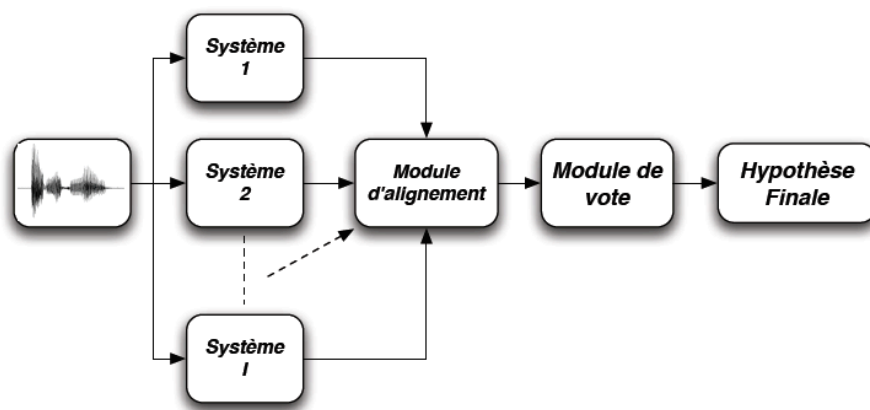 Système
1
Système
2
Système
I
Module
d'alignement
Module de
vote
Hypothèse
Finale